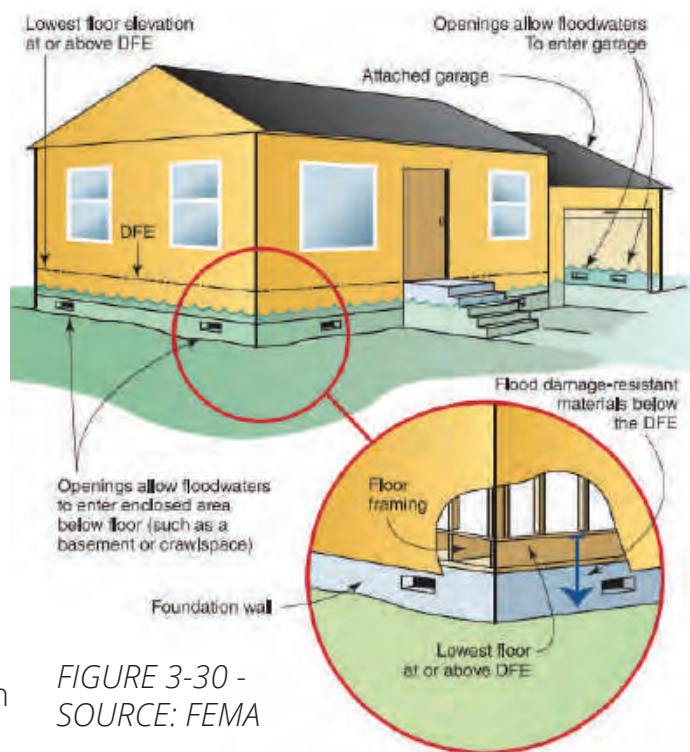 Lowest floor elevation
at or above DFE
Openings allow floodwaters
To enter garage
Attached garage
DFE
Flood damage-resistant
materials below
the DFE
Openings allow floodwaters
to enter enclosed area
below floor (such as a
basement or crawlspace)
Floor
framing
Foundation wall
Lowest floor
at or above DFE
n
FIGURE 3-30 -
SOURCE: FEMA